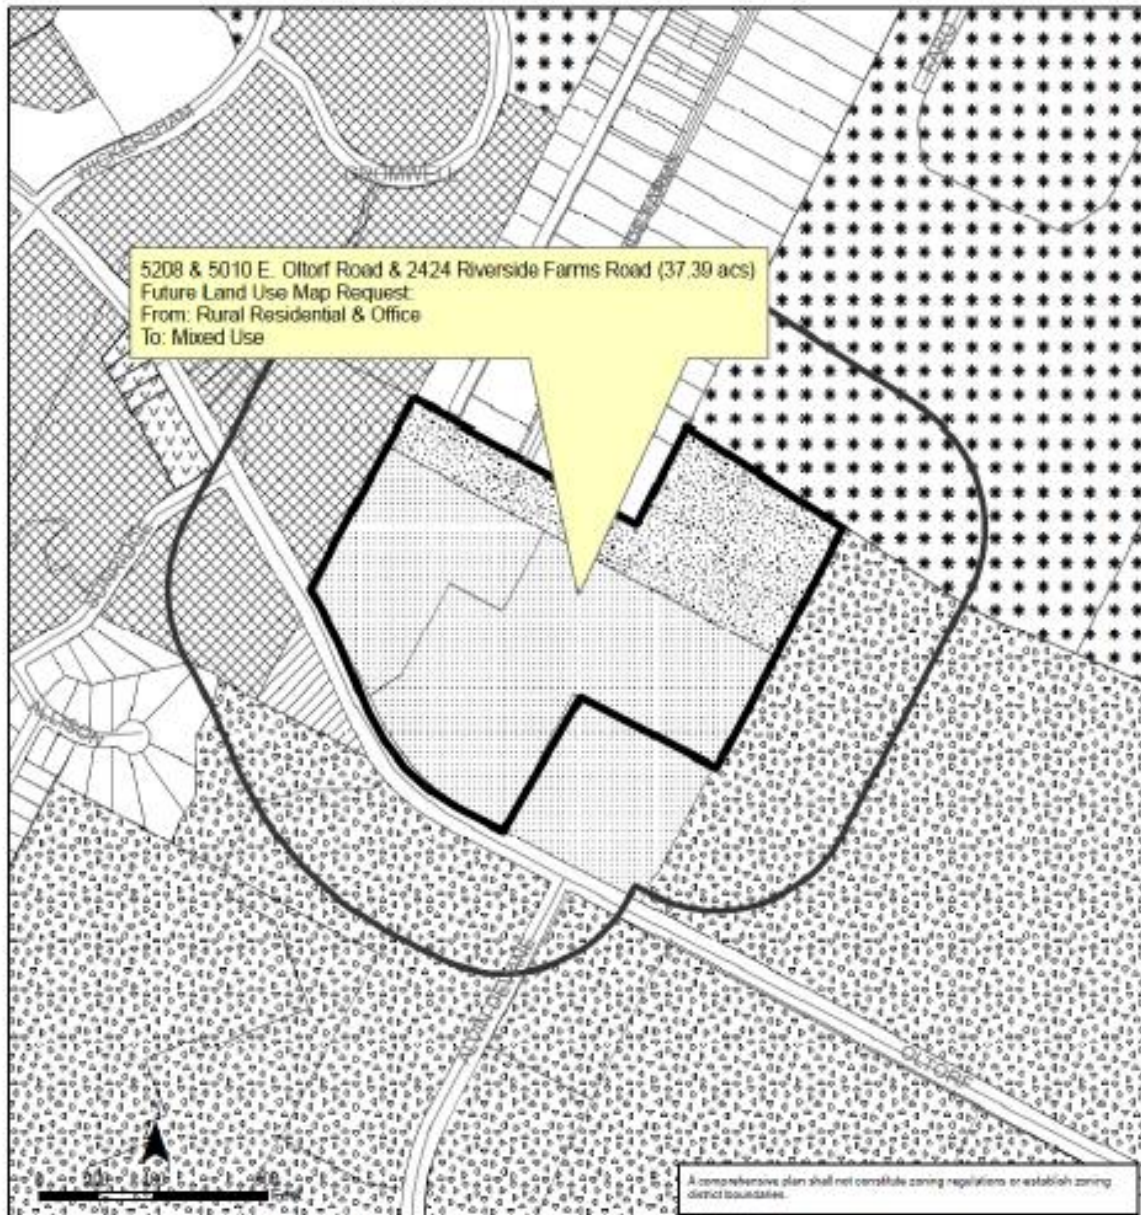 WICKERSHAM
CROMWELL
5208 & 5010 E. Oltorf Road & 2424 Riverside Farms Road (37.39 acs)
Future Land Use Map Request:
From: Rural Residential & Office
To: Mixed Use
OLTORF
A comprehensive plan shall not constitute zoning regulations or establish zoning
district boundaries.